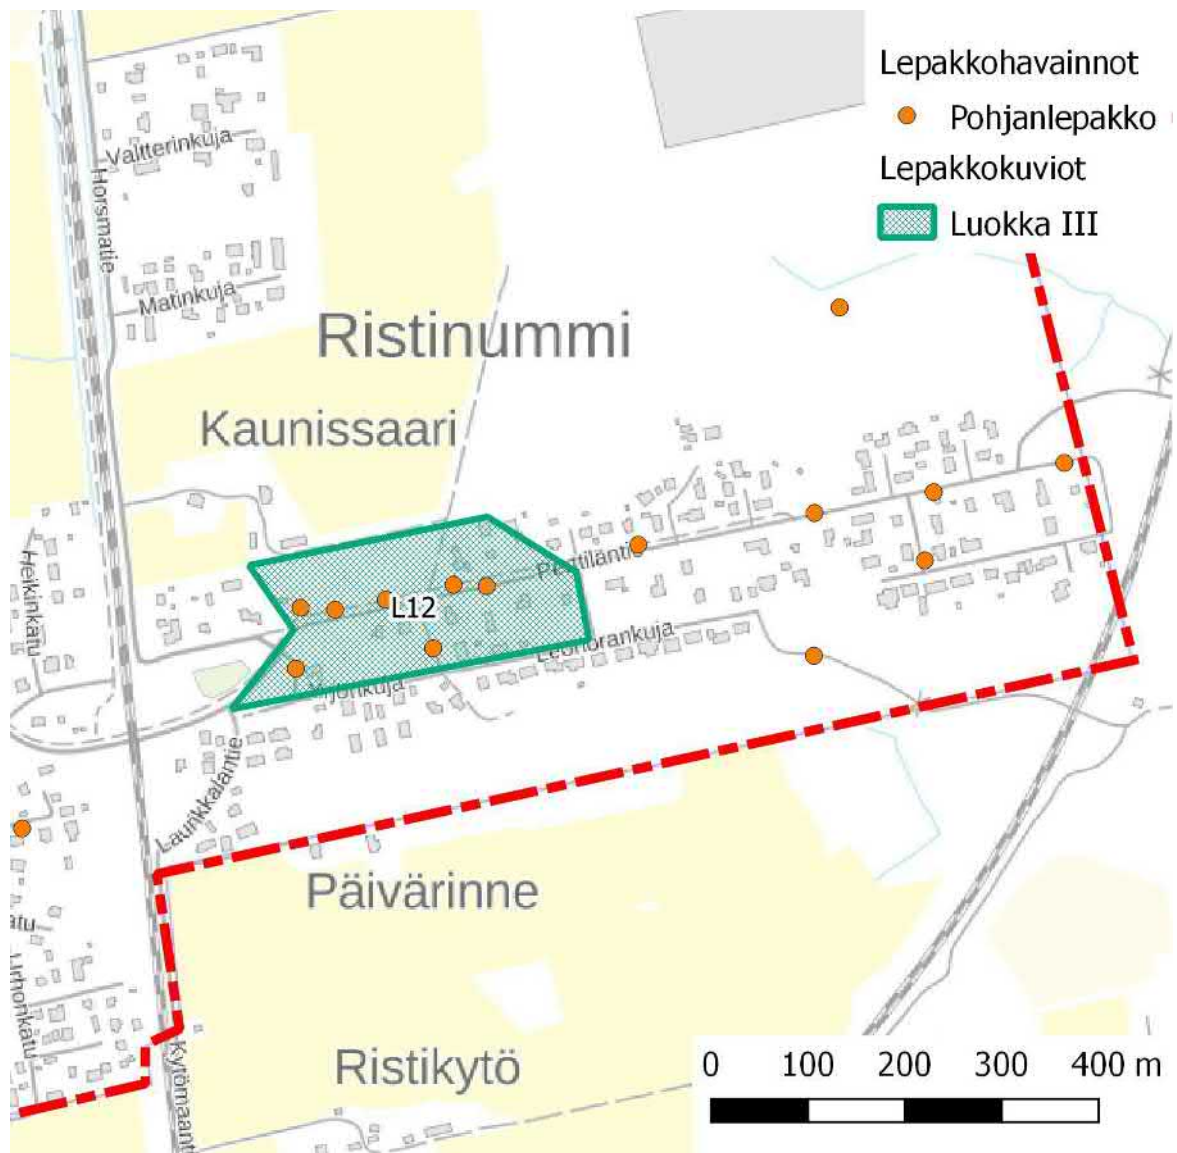 Lepakkohavainnot
Pohjanlepakko
Lepakkokuviot
Luokka III
Valtterinkuja
Horsmatie
Matinkuja
Ristinummi
Kaunissaari
Heikinkatu
L12
Leonorankuja
Laurikkalantie
Päivärinne
Urhonkatu
Ristikytö
0 100 200 300 400 m